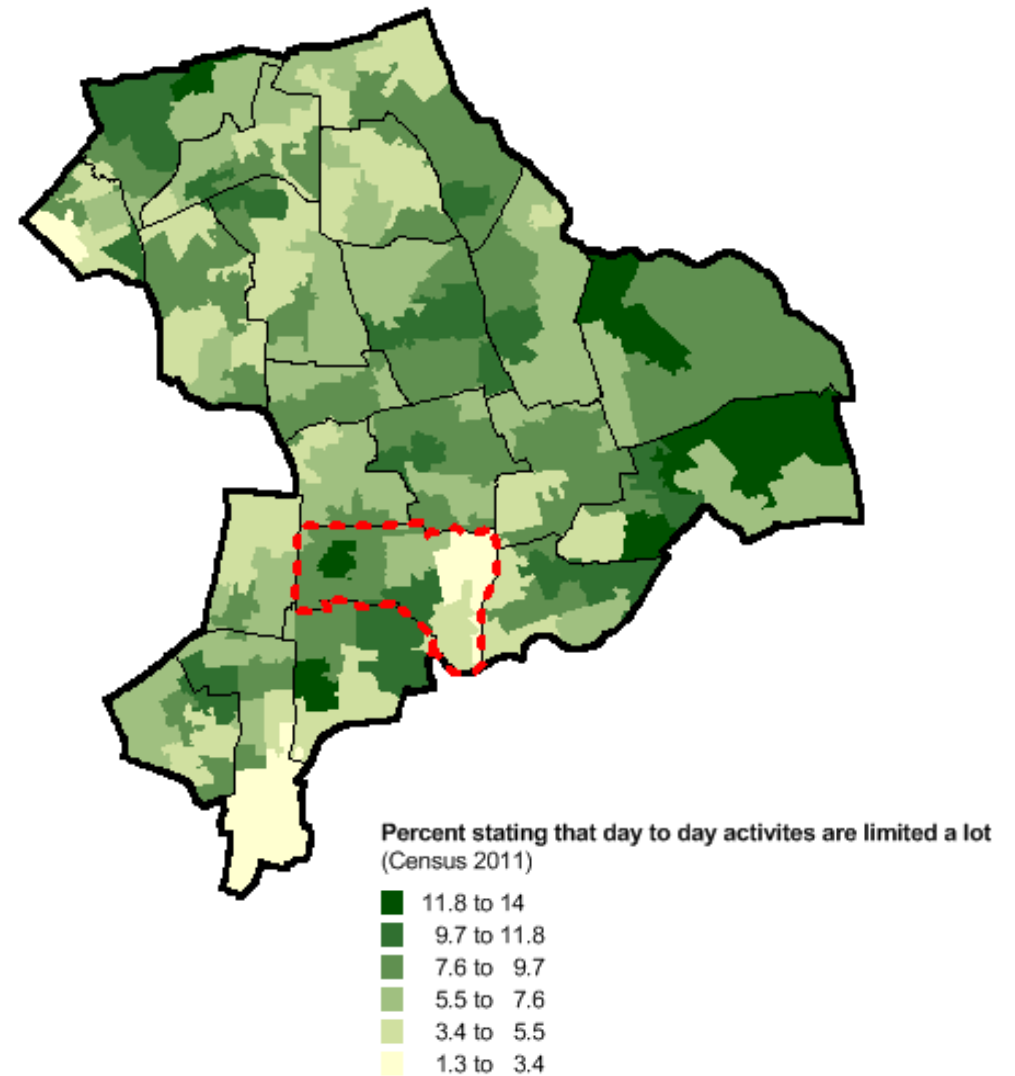 Percent stating that day to day activites are limited a lot
(Census 2011)
11.8 to 14
9.7 to 11.8
7.6 to 9.7
5.5 to 7.6
3.4 to 5.5
1.3 to 3.4